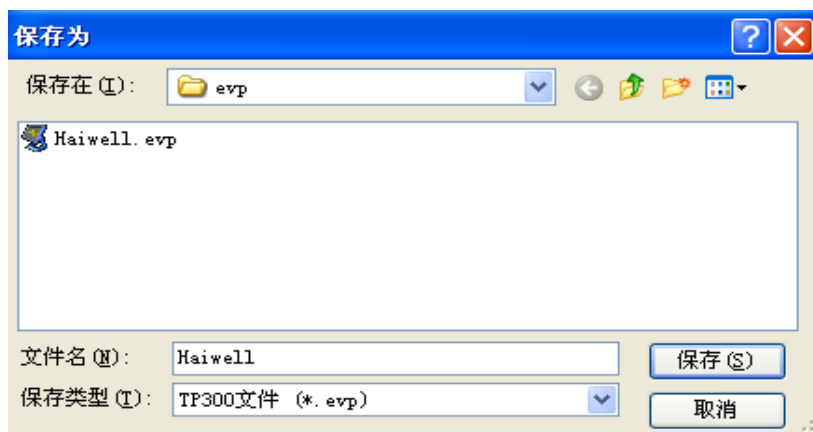 保存为
保存在(I):
evp
Haiwell.evp
文件名(N):
Haiwell
保存(S)
保存类型(T):
TP300文件 (*.evp)
取消